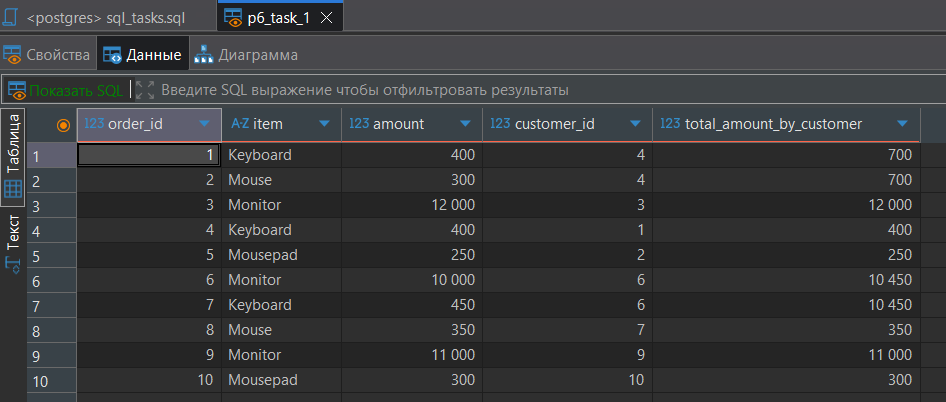 <postgres> sql_tasks.sql p6_task_1
Свойства Данные Диаграмма
Показать SQL Введите SQL выражение чтобы отфильтровать результаты
Таблица
Текст
123 order_id A-Z item 123 amount 123 customer_id 123 total_amount_by_customer
1 1 Keyboard 400 4 700
2 2 Mouse 300 4 700
3 3 Monitor 12 000 3 12 000
4 4 Keyboard 400 1 400
5 5 Mousepad 250 2 250
6 6 Monitor 10 000 6 10 450
7 7 Keyboard 450 6 10 450
8 8 Mouse 350 7 350
9 9 Monitor 11 000 9 11 000
10 10 Mousepad 300 10 300